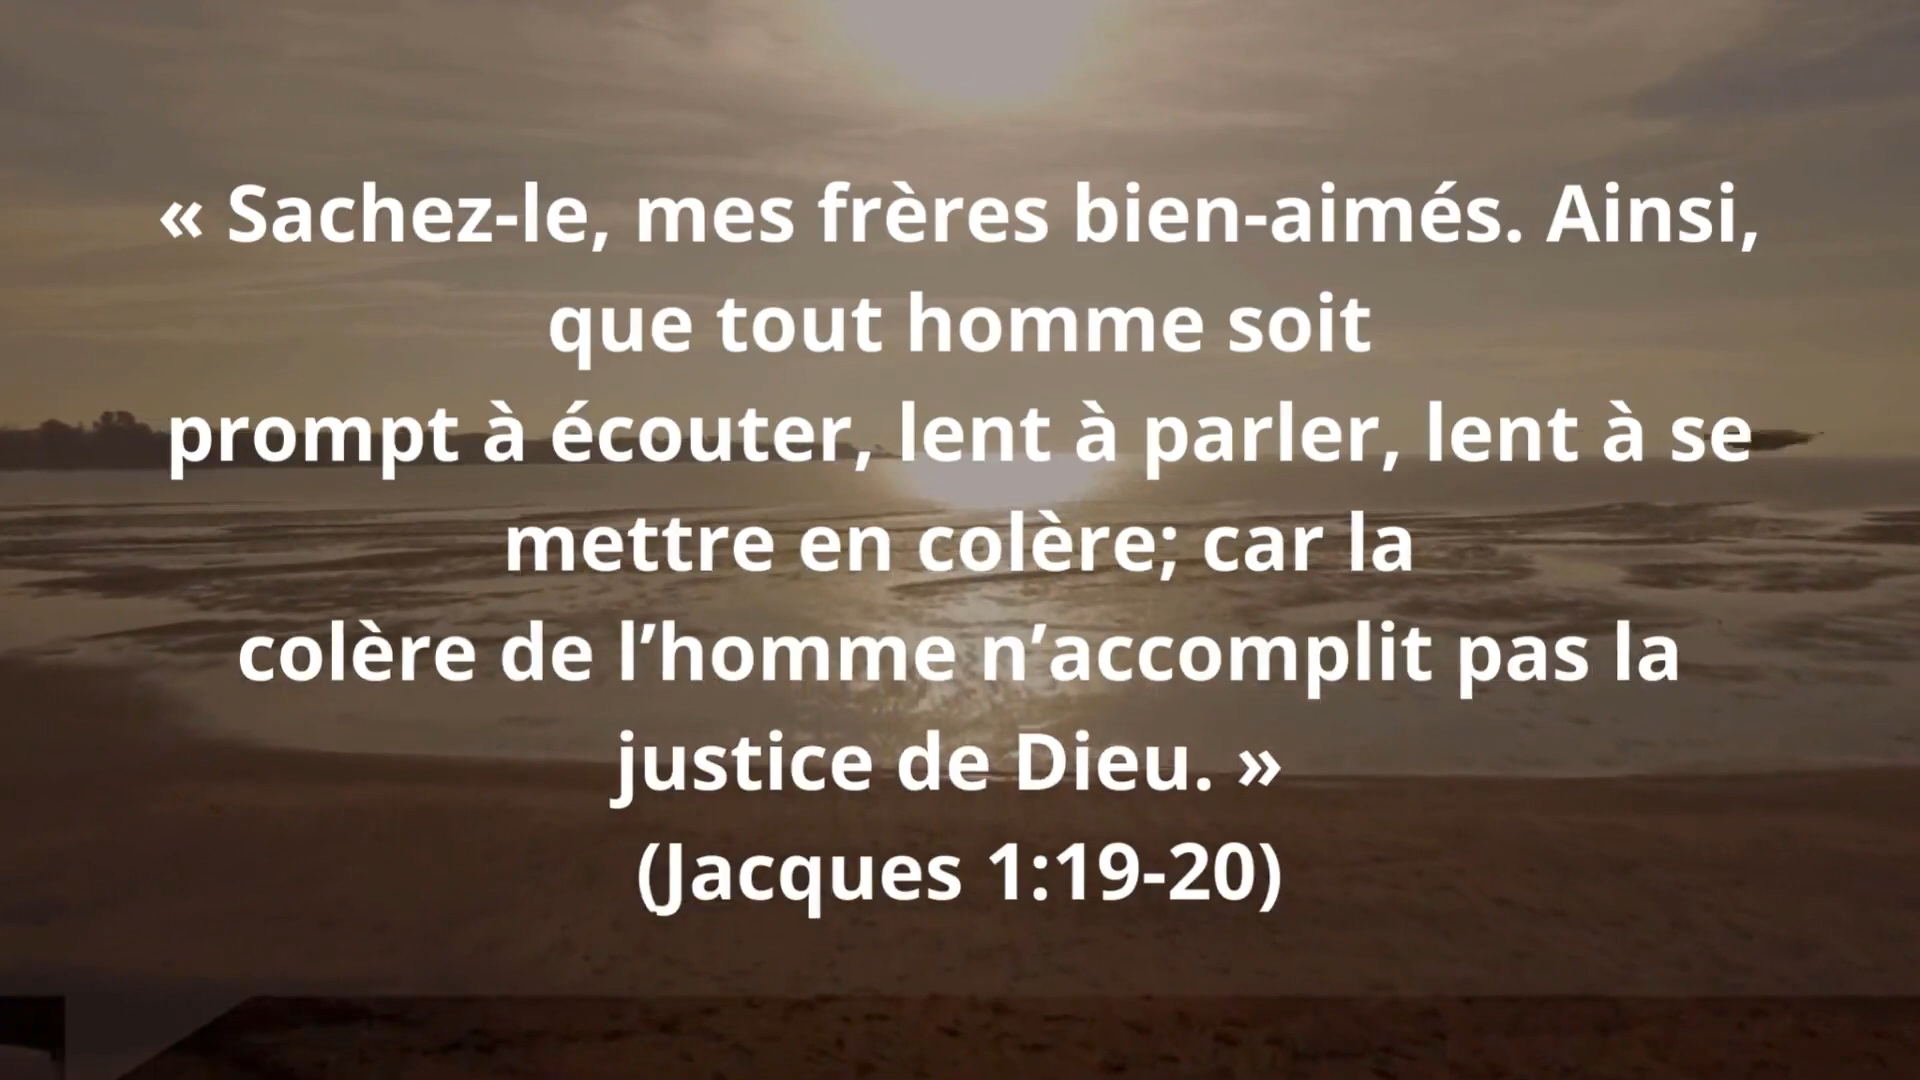 « Sachez-le, mes frères bien-aimés. Ainsi,
que tout homme soit
prompt à écouter, lent à parler, lent à se
mettre en colère; car la
colère de l’homme n’accomplit pas la
justice de Dieu. »
(Jacques 1:19-20)